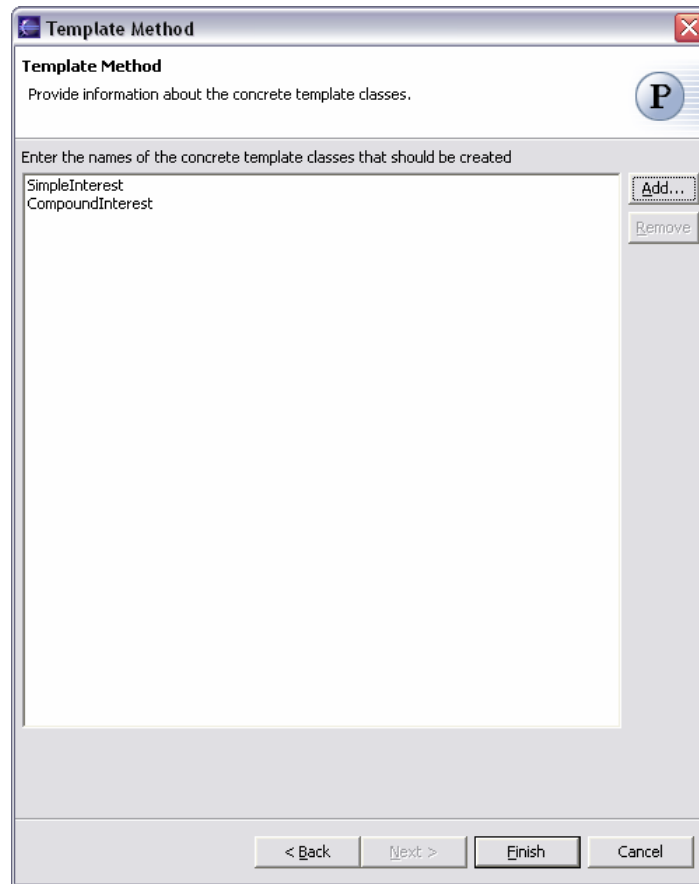 Template Method
Template Method
Provide information about the concrete template classes.
P
Enter the names of the concrete template classes that should be created
SimpleInterest
CompoundInterest
Add...
Remove
< Back
Next >
Finish
Cancel